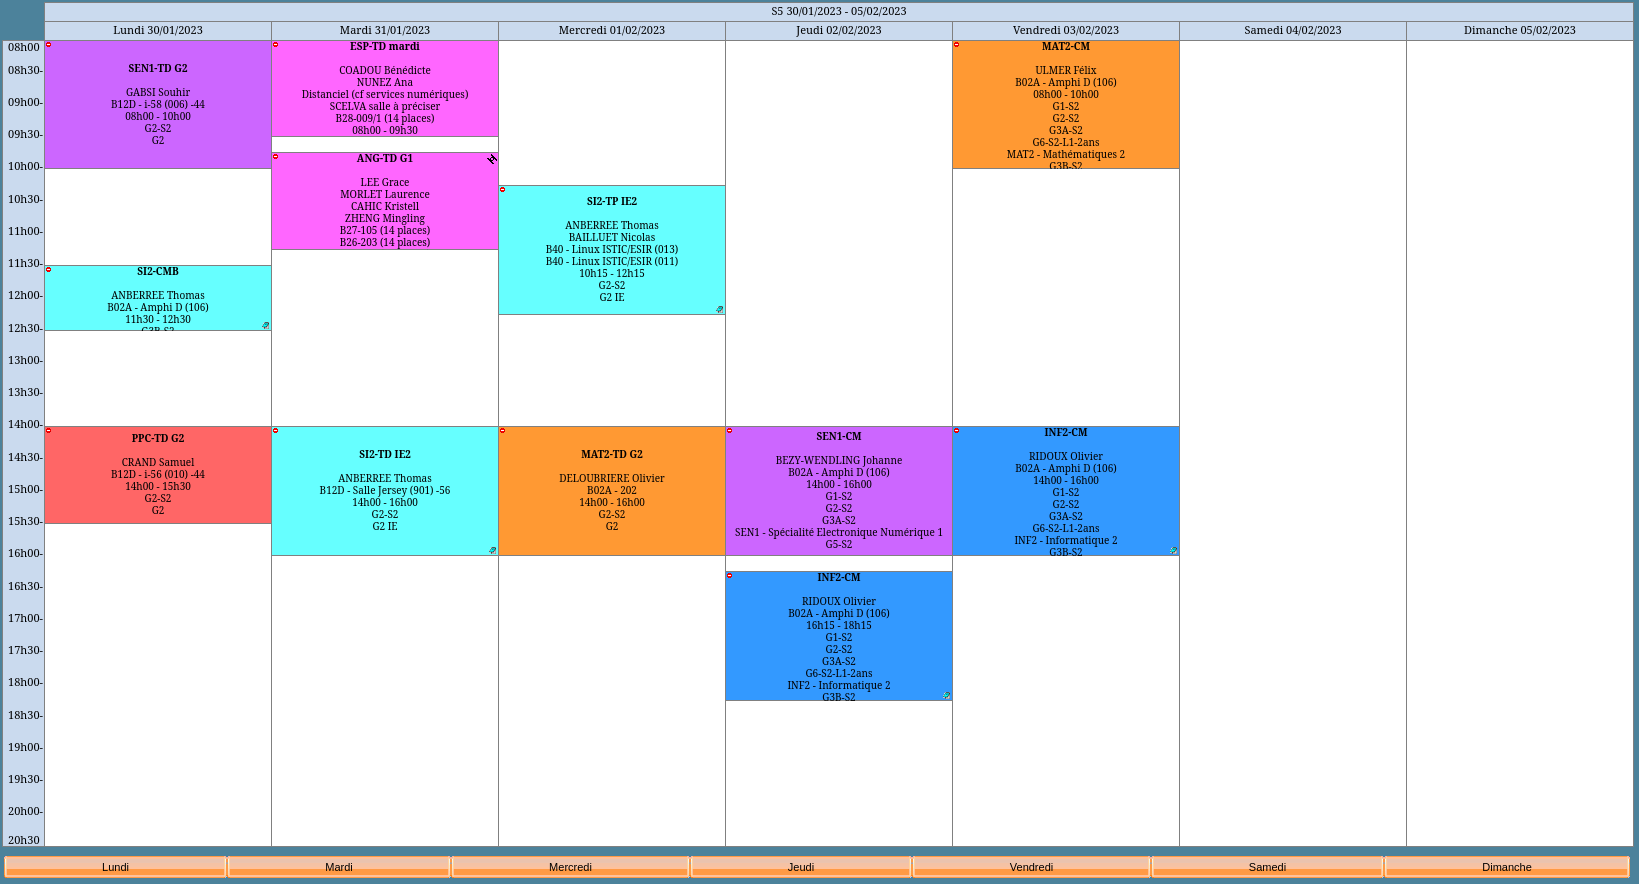 S5 30/01/2023 - 05/02/2023
Lundi 30/01/2023
Mardi 31/01/2023
Mercredi 01/02/2023
Jeudi 02/02/2023
Vendredi 03/02/2023
Samedi 04/02/2023
Dimanche 05/02/2023
08h00
08h30-
09h00-
09h30-
10h00-
10h30-
11h00-
11h30-
12h00-
12h30-
13h00-
13h30-
14h00-
14h30-
15h00-
15h30-
16h00-
16h30-
17h00-
17h30-
18h00-
18h30-
19h00-
19h30-
20h00-
20h30
SEN1-TD G2
GABSI Souhir
B12D - i-58 (006) -44
08h00 - 10h00
G2-S2
G2
SI2-CMB
ANBERREE Thomas
B02A - Amphi D (106)
11h30 - 12h30
G3B-S2
PPC-TD G2
CRAND Samuel
B12D - i-56 (010) -44
14h00 - 15h30
G2-S2
G2
ESP-TD mardi
COADOU Bénédicte
NUNEZ Ana
Distanciel (cf services numériques)
SCELVA salle à préciser
B28-009/1 (14 places)
08h00 - 09h30
ANG-TD G1
LEE Grace
MORLET Laurence
CAHIC Kristell
ZHENG Mingling
B27-105 (14 places)
B26-203 (14 places)
SI2-TD IE2
ANBERREE Thomas
B12D - Salle Jersey (901) -56
14h00 - 16h00
G2-S2
G2 IE
SI2-TP IE2
ANBERREE Thomas
BAILLUET Nicolas
B40 - Linux ISTIC/ESIR (013)
B40 - Linux ISTIC/ESIR (011)
10h15 - 12h15
G2-S2
G2 IE
MAT2-TD G2
DELOUBRIERE Olivier
B02A - 202
14h00 - 16h00
G2-S2
G2
SEN1-CM
BEZY-WENDLING Johanne
B02A - Amphi D (106)
14h00 - 16h00
G1-S2
G2-S2
G3A-S2
SEN1 - Spécialité Electronique Numérique 1
G5-S2
INF2-CM
RIDOUX Olivier
B02A - Amphi D (106)
16h15 - 18h15
G1-S2
G2-S2
G3A-S2
G6-S2-L1-2ans
INF2 - Informatique 2
G3B-S2
MAT2-CM
ULMER Félix
B02A - Amphi D (106)
08h00 - 10h00
G1-S2
G2-S2
G3A-S2
G6-S2-L1-2ans
MAT2 - Mathématiques 2
G3B-S2
INF2-CM
RIDOUX Olivier
B02A - Amphi D (106)
14h00 - 16h00
G1-S2
G2-S2
G3A-S2
G6-S2-L1-2ans
INF2 - Informatique 2
G3B-S2
Lundi
Mardi
Mercredi
Jeudi
Vendredi
Samedi
Dimanche